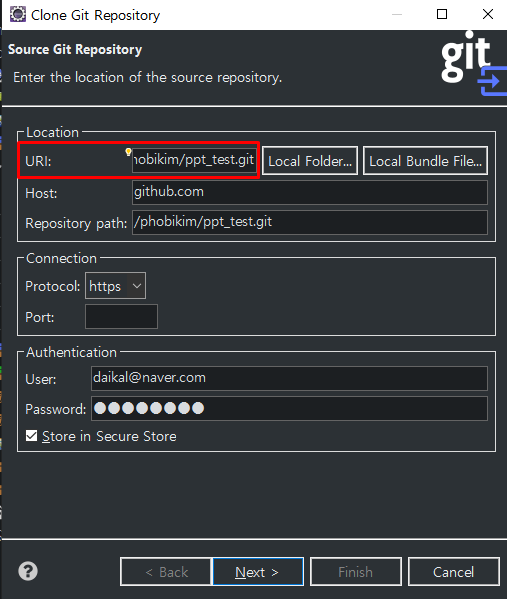 Clone Git Repository
Source Git Repository
Enter the location of the source repository.
git
Location
URI: hobikim/ppt_test.git Local Folder... Local Bundle File...
Host: github.com
Repository path: /phobikim/ppt_test.git
Connection
Protocol: https
Port:
Authentication
User: daikal@naver.com
Password: ●●●●●●●●
Store in Secure Store
? < Back Next > Finish Cancel